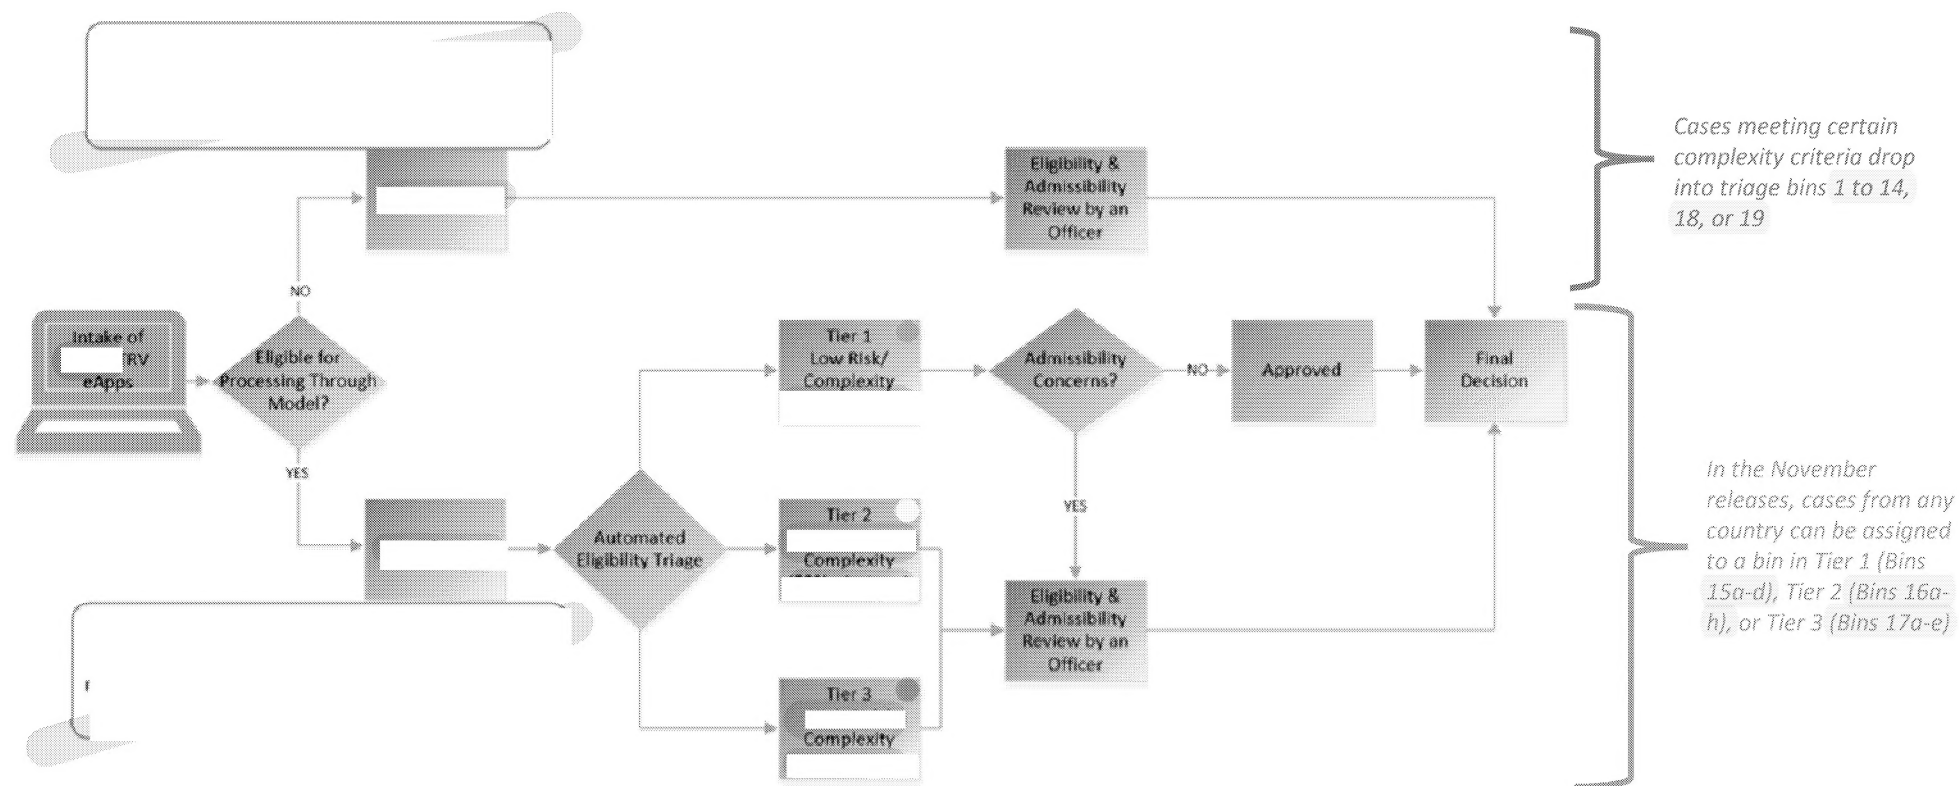 Cases meeting certain
complexity criteria drop
into triage bins 1 to 14,
18, or 19
Eligibility &
Admissibility
Review by an
Officer
NO
Intake of
TRV
eApps
Eligible for
Processing Through
Model?
YES
Tier 1
Low Risk/
Complexity
Admissibility
Concerns?
NO
Approved
Final
Decision
YES
Automated
Eligibility Triage
Tier 2
Complexity
Eligibility &
Admissibility
Review by an
Officer
Tier 3
Complexity
In the November
releases, cases from any
country can be assigned
to a bin in Tier 1 (Bins
15a-d), Tier 2 (Bins 16a-
h), or Tier 3 (Bins 17a-e)